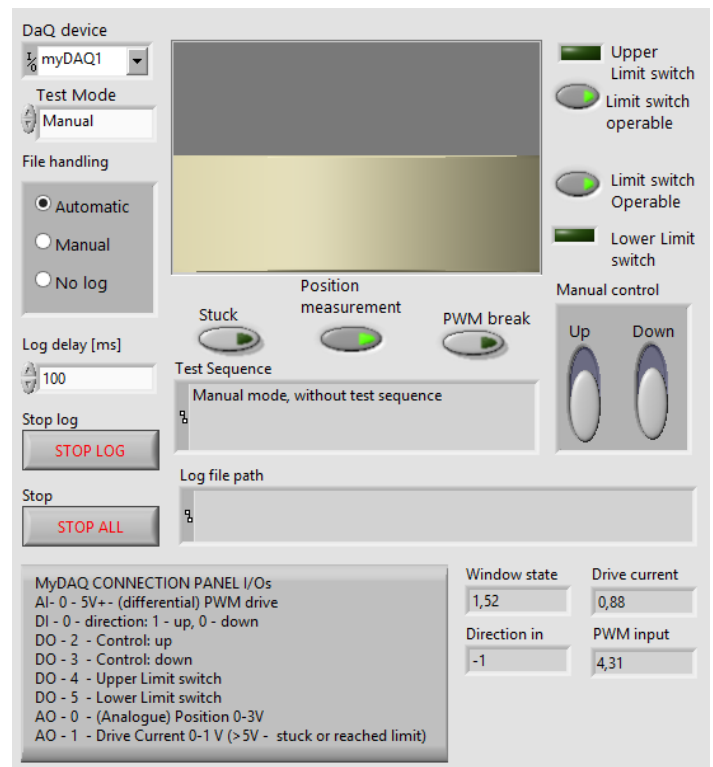 DaQ device
myDAQ1
Test Mode
Manual
File handling
Automatic
Manual
No log
Log delay [ms]
100
Stop log
STOP LOG
Stop
STOP ALL
Upper
Limit switch
Limit switch
operable
Limit switch
Operable
Lower Limit
switch
Stuck
Position
measurement
PWM break
Manual control
Up
Down
Test Sequence
Manual mode, without test sequence
Log file path
MyDAQ CONNECTION PANEL I/Os
AI- 0 - 5V+- (differential) PWM drive
DI - 0 - direction: 1 - up, 0 - down
DO - 2 - Control: up
DO - 3 - Control: down
DO - 4 - Upper Limit switch
DO - 5 - Lower Limit switch
AO - 0 - (Analogue) Position 0-3V
AO - 1 - Drive Current 0-1 V (>5V - stuck or reached limit)
Window state
1,52
Drive current
0,88
Direction in
-1
PWM input
4,31